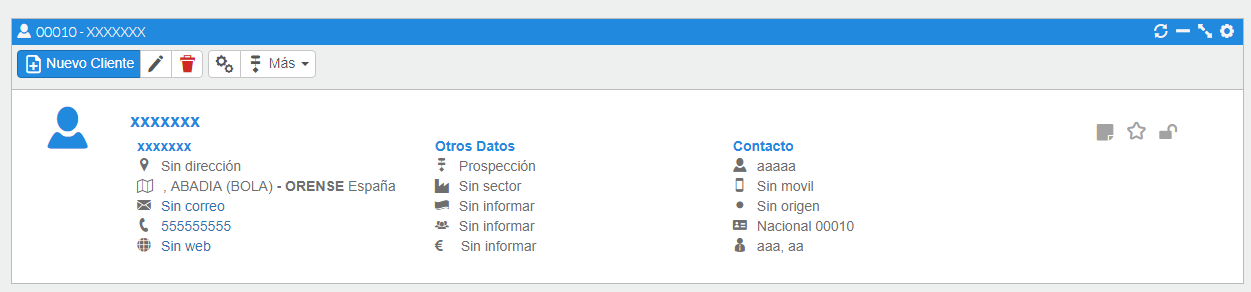 00010 - XXXXXXX
Nuevo Cliente
Más
xxxxxxx
xxxxxxx
Sin dirección
, ABADIA (BOLA) - ORENSE España
Sin correo
555555555
Sin web
Otros Datos
Prospección
Sin sector
Sin informar
Sin informar
€ Sin informar
Contacto
aaaaa
Sin movil
Sin origen
Nacional 00010
aaa, aa